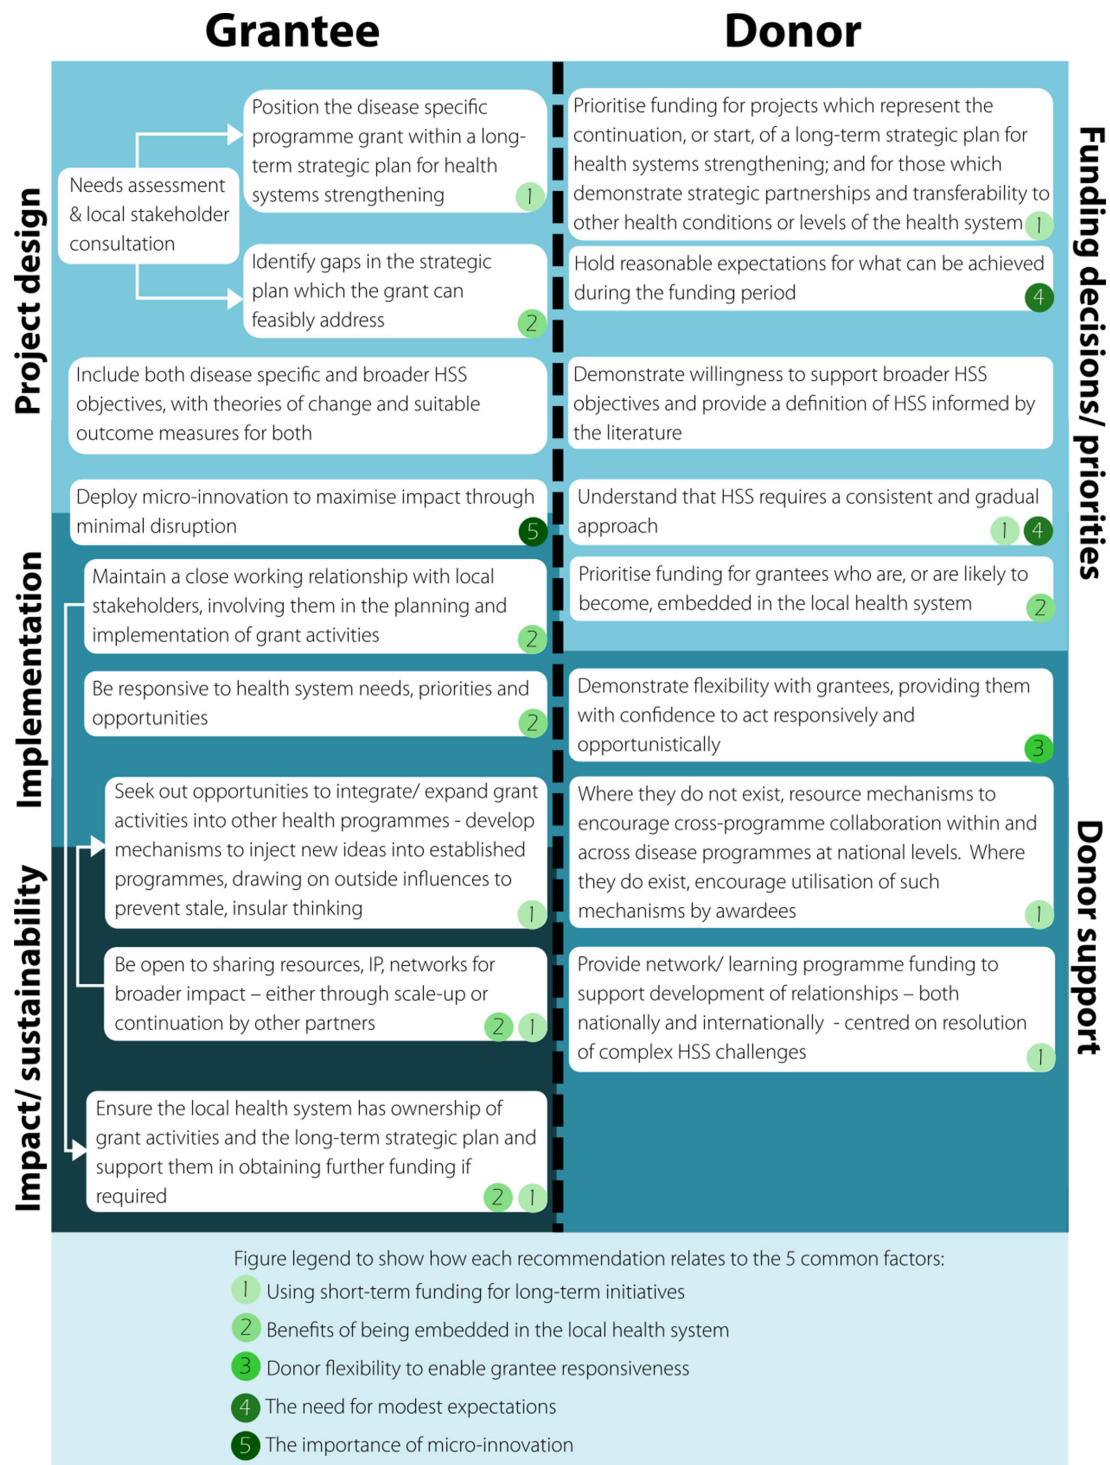 Grantee
Donor
Project design
Needs assessment
& local stakeholder
consultation
Position the disease specific
programme grant within a long-
term strategic plan for health
systems strengthening
1
Identify gaps in the strategic
plan which the grant can
feasibly address
2
Include both disease specific and broader HSS
objectives, with theories of change and suitable
outcome measures for both
Deploy micro-innovation to maximise impact through
minimal disruption
5
Implementation
Maintain a close working relationship with local
stakeholders, involving them in the planning and
implementation of grant activities
2
Be responsive to health system needs, priorities and
opportunities
2
Seek out opportunities to integrate/ expand grant
activities into other health programmes - develop
mechanisms to inject new ideas into established
programmes, drawing on outside influences to
prevent stale, insular thinking
1
Impact/ sustainability
Be open to sharing resources, IP, networks for
broader impact – either through scale-up or
continuation by other partners
2 1
Ensure the local health system has ownership of
grant activities and the long-term strategic plan and
support them in obtaining further funding if
required
2 1
Funding decisions/ priorities
Prioritise funding for projects which represent the
continuation, or start, of a long-term strategic plan for
health systems strengthening; and for those which
demonstrate strategic partnerships and transferability to
other health conditions or levels of the health system
1
Hold reasonable expectations for what can be achieved
during the funding period
4
Demonstrate willingness to support broader HSS
objectives and provide a definition of HSS informed by
the literature
Understand that HSS requires a consistent and gradual
approach
1 4
Prioritise funding for grantees who are, or are likely to
become, embedded in the local health system
2
Donor support
Demonstrate flexibility with grantees, providing them
with confidence to act responsively and
opportunistically
3
Where they do not exist, resource mechanisms to
encourage cross-programme collaboration within and
across disease programmes at national levels. Where
they do exist, encourage utilisation of such
mechanisms by awardees
1
Provide network/ learning programme funding to
support development of relationships – both
nationally and internationally - centred on resolution
of complex HSS challenges
1
Figure legend to show how each recommendation relates to the 5 common factors:
1 Using short-term funding for long-term initiatives
2 Benefits of being embedded in the local health system
3 Donor flexibility to enable grantee responsiveness
4 The need for modest expectations
5 The importance of micro-innovation